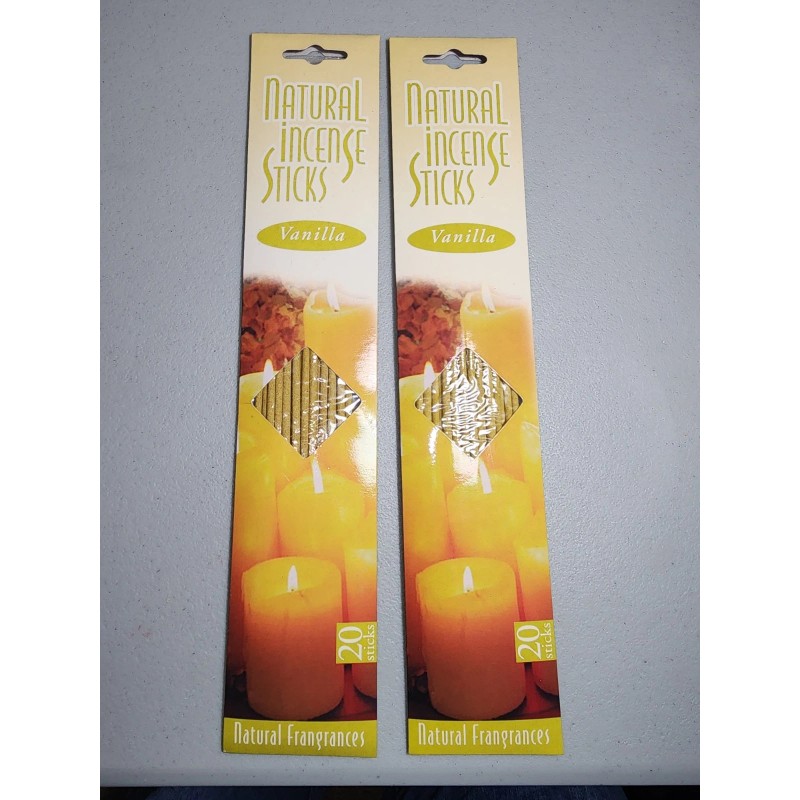 NATURAL
INCENSE
STICKS
Vanilla
20
sticks
Natural Frangrances
NATURAL
INCENSE
STICKS
Vanilla
20
sticks
Natural Frangrances